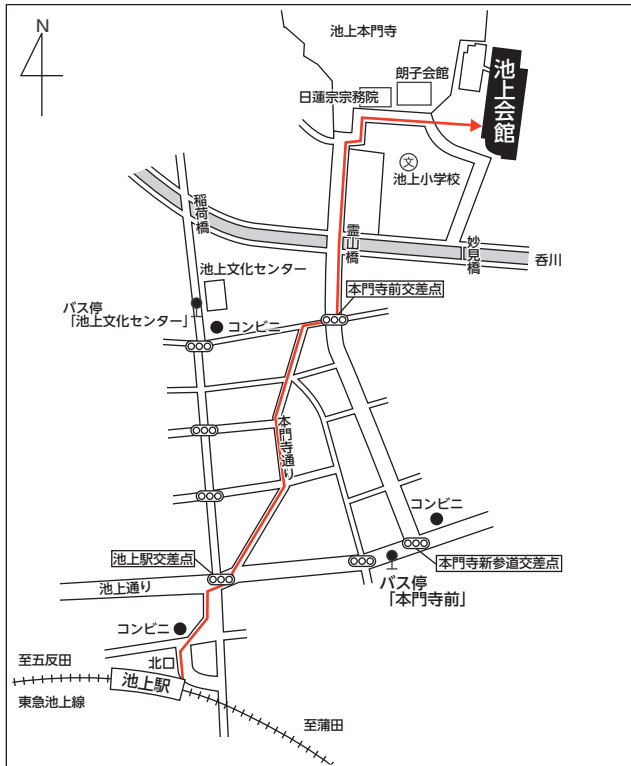 N
池上本門寺
朗子会館
日蓮宗宗務院
池上会館
文
池上小学校
稲荷橋
霊山橋
妙見橋
呑川
池上文化センター
本門寺前交差点
バス停
「池上文化センター」
コンビニ
本門寺通り
コンビニ
池上駅交差点
本門寺新参道交差点
池上通り
バス停
「本門寺前」
コンビニ
北口
至五反田
池上駅
東急池上線
至蒲田